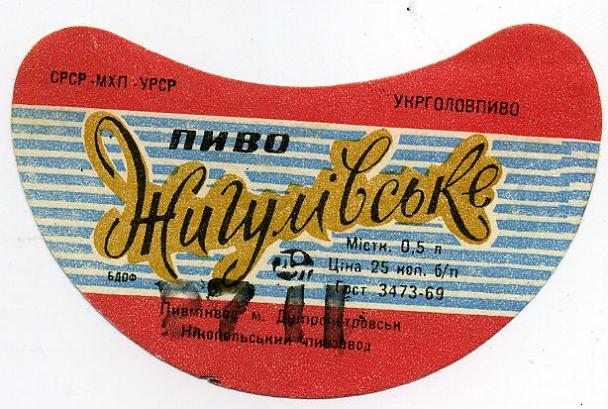 СРСР-МХП-УРСР
УКРГОЛОВПИВО
ПИВО
Жигулівське
Містк. 0,5 л
Ціна 25 коп. б/п
Гост 3473-69
БДОФ
Пивмінвод м. Дніпропетровськ
Нікопольський пивзавод